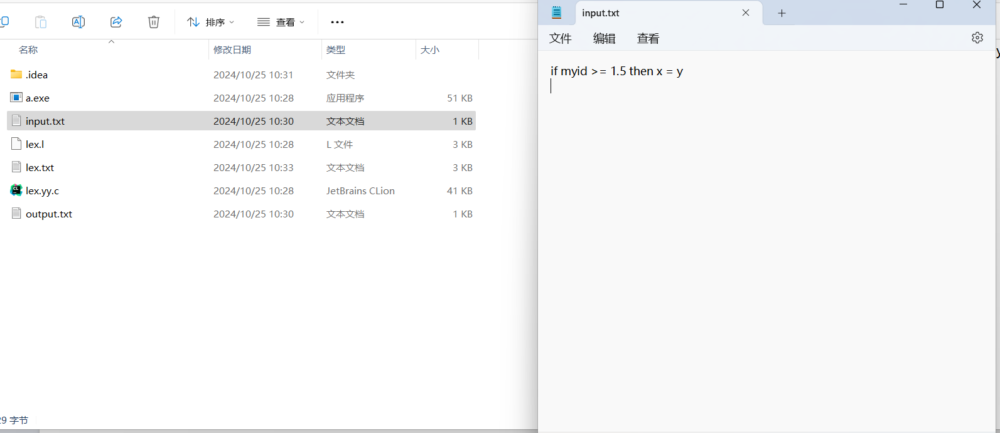 排序 查看
名称 修改日期 类型 大小
.idea 2024/10/25 10:31 文件夹
a.exe 2024/10/25 10:28 应用程序 51 KB
input.txt 2024/10/25 10:30 文本文档 1 KB
lex.l 2024/10/25 10:28 L 文件 3 KB
lex.txt 2024/10/25 10:33 文本文档 3 KB
lex.yy.c 2024/10/25 10:28 JetBrains CLion 41 KB
output.txt 2024/10/25 10:30 文本文档 1 KB
29 字节
input.txt
文件 编辑 查看
if myid >= 1.5 then x = y